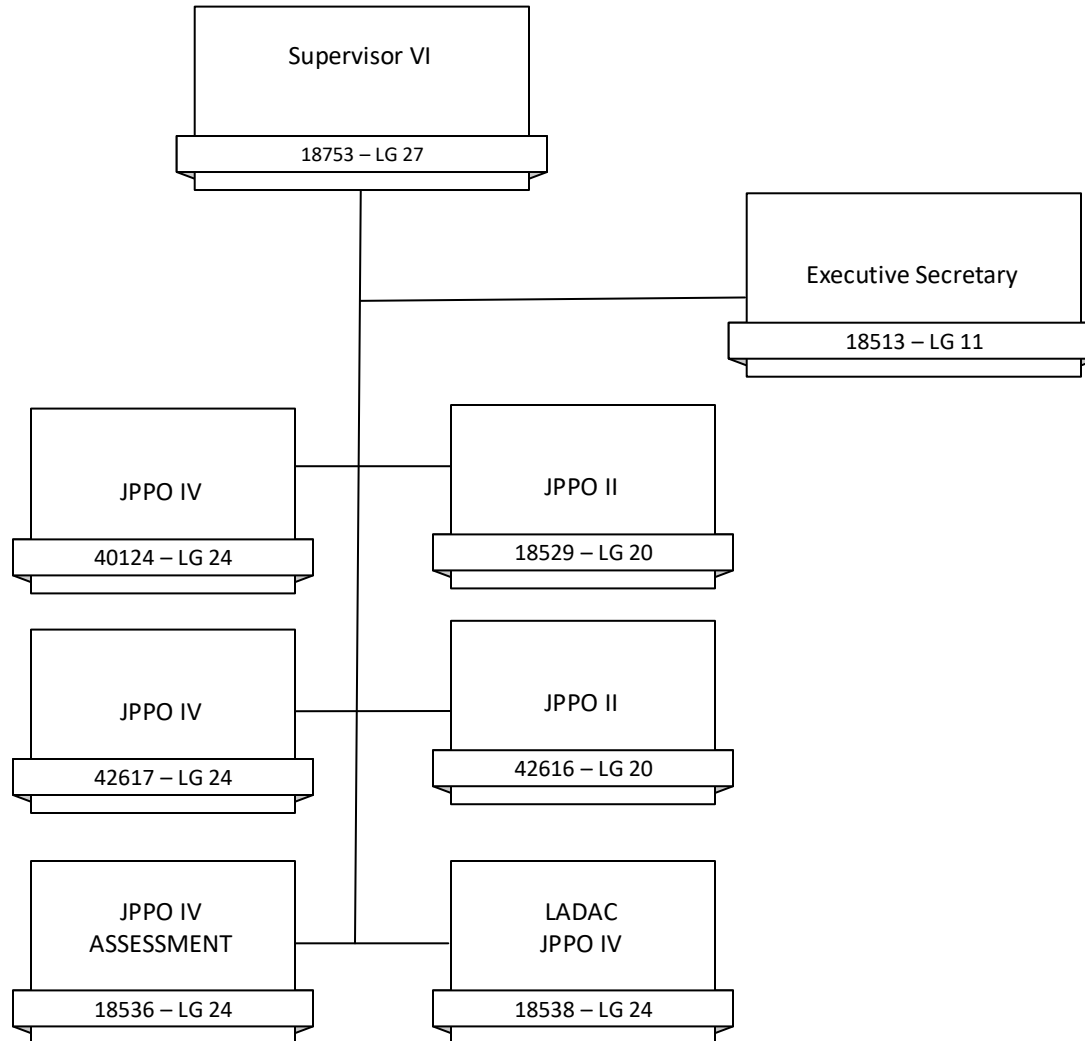 Supervisor VI
18753 – LG 27
Executive Secretary
18513 – LG 11
JPPO IV
40124 – LG 24
JPPO II
18529 – LG 20
JPPO IV
42617 – LG 24
JPPO II
42616 – LG 20
JPPO IV
ASSESSMENT
18536 – LG 24
LADAC
JPPO IV
18538 – LG 24